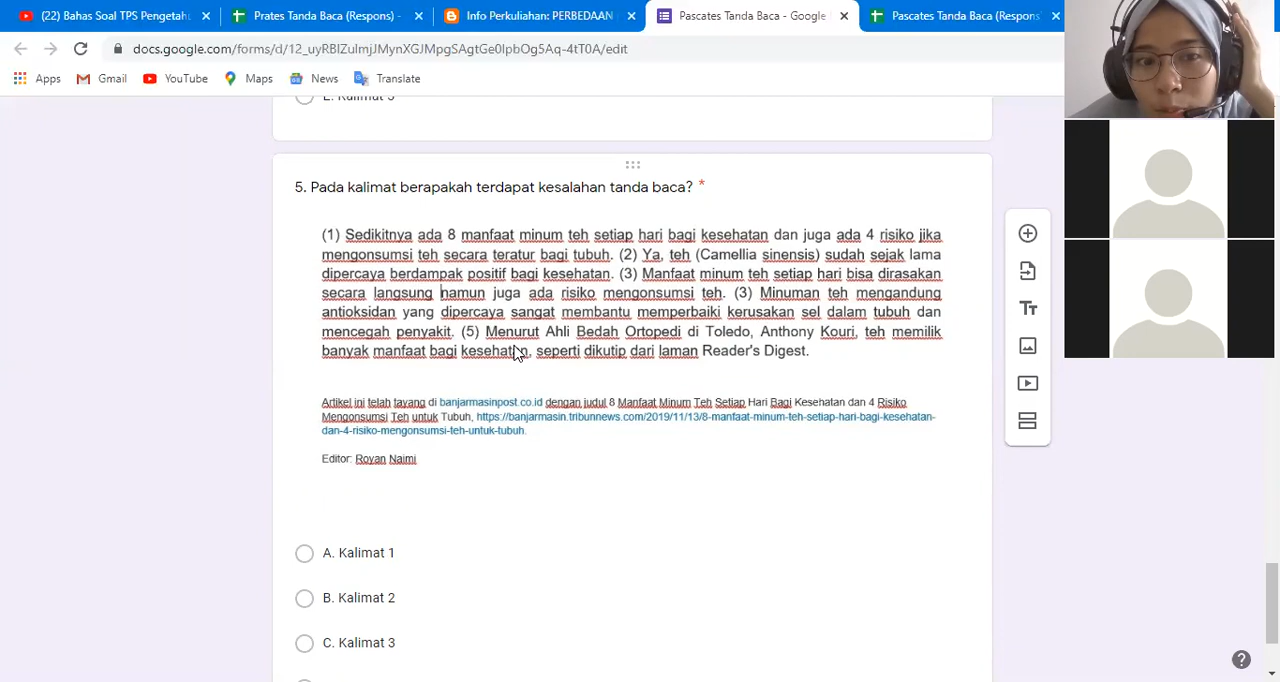 (22) Bahas Soal TPS Pengetahu
Prates Tanda Baca (Respons) -
Info Perkuliahan: PERBEDAAN
Pascates Tanda Baca - Google
Pascates Tanda Baca (Respons
docs.google.com/forms/d/12_uyRBIZulmjJMynXGJMpgSAgtGe0IpbOg5Aq-4tT0A/edit
Apps Gmail YouTube Maps News Translate
5. Pada kalimat berapakah terdapat kesalahan tanda baca? *
(1) Sedikitnya ada 8 manfaat minum teh setiap hari bagi kesehatan dan juga ada 4 risiko jika
mengonsumsi teh secara teratur bagi tubuh. (2) Ya, teh (Camellia sinensis) sudah sejak lama
dipercaya berdampak positif bagi kesehatan. (3) Manfaat minum teh setiap hari bisa dirasakan
secara langsung namun juga ada risiko mengonsumsi teh. (3) Minuman teh mengandung
antioksidan yang dipercaya sangat membantu memperbaiki kerusakan sel dalam tubuh dan
mencegah penyakit. (5) Menurut Ahli Bedah Ortopedi di Toledo, Anthony Kouri, teh memilik
banyak manfaat bagi kesehatan, seperti dikutip dari laman Reader's Digest.
Artikel ini telah tayang di banjarmasinpost.co.id dengan judul 8 Manfaat Minum Teh Setiap Hari Bagi Kesehatan dan 4 Risiko
Mengonsumsi Teh untuk Tubuh, https://banjarmasin.tribunnews.com/2019/11/13/8-manfaat-minum-teh-setiap-hari-bagi-kesehatan-
dan-4-risiko-mengonsumsi-teh-untuk-tubuh.
Editor: Royan Naimi
A. Kalimat 1
B. Kalimat 2
C. Kalimat 3